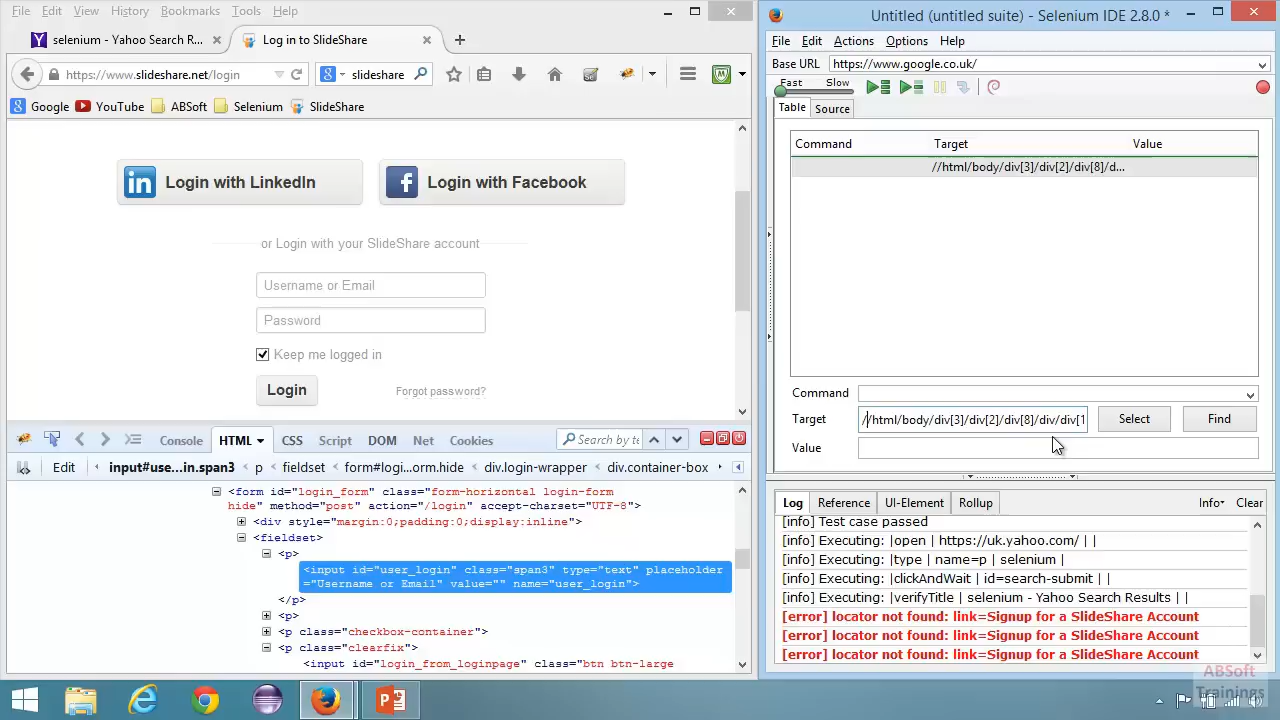 File Edit View History Bookmarks Tools Help
selenium - Yahoo Search R...
Log in to SlideShare
https://www.slideshare.net/login
slideshare
Google YouTube ABSoft Selenium SlideShare
Login with LinkedIn
Login with Facebook
or Login with your SlideShare account
Username or Email
Password
Keep me logged in
Login
Forgot password?
Console HTML CSS Script DOM Net Cookies
Search by te
Edit input#use...in.span3 p fieldset form#logi...orm.hide div.login-wrapper div.container-box
<form id="login_form" class="form-horizontal login-form
hide" method="post" action="/login" accept-charset="UTF-8">
<div style="margin:0;padding:0;display:inline">
<fieldset>
<p>
<input id="user_login" class="span3" type="text" placeholder
="Username or Email" value="" name="user_login">
</p>
<p>
<p class="checkbox-container">
<p class="clearfix">
<input id="login_from_loginpage" class="btn btn-large
Untitled (untitled suite) - Selenium IDE 2.8.0 *
File Edit Actions Options Help
Base URL https://www.google.co.uk/
Fast Slow
Table Source
Command Target Value
//html/body/div[3]/div[2]/div[8]/d...
Command
Target //html/body/div[3]/div[2]/div[8]/div/div[1 Select Find
Value
Log Reference UI-Element Rollup Info Clear
[info] Test case passed
[info] Executing: |open | https://uk.yahoo.com/ | |
[info] Executing: |type | name=p | selenium |
[info] Executing: |clickAndWait | id=search-submit | |
[info] Executing: |verifyTitle | selenium - Yahoo Search Results | |
[error] locator not found: link=Signup for a SlideShare Account
[error] locator not found: link=Signup for a SlideShare Account
[error] locator not found: link=Signup for a SlideShare Account
ABSoft
Trainings